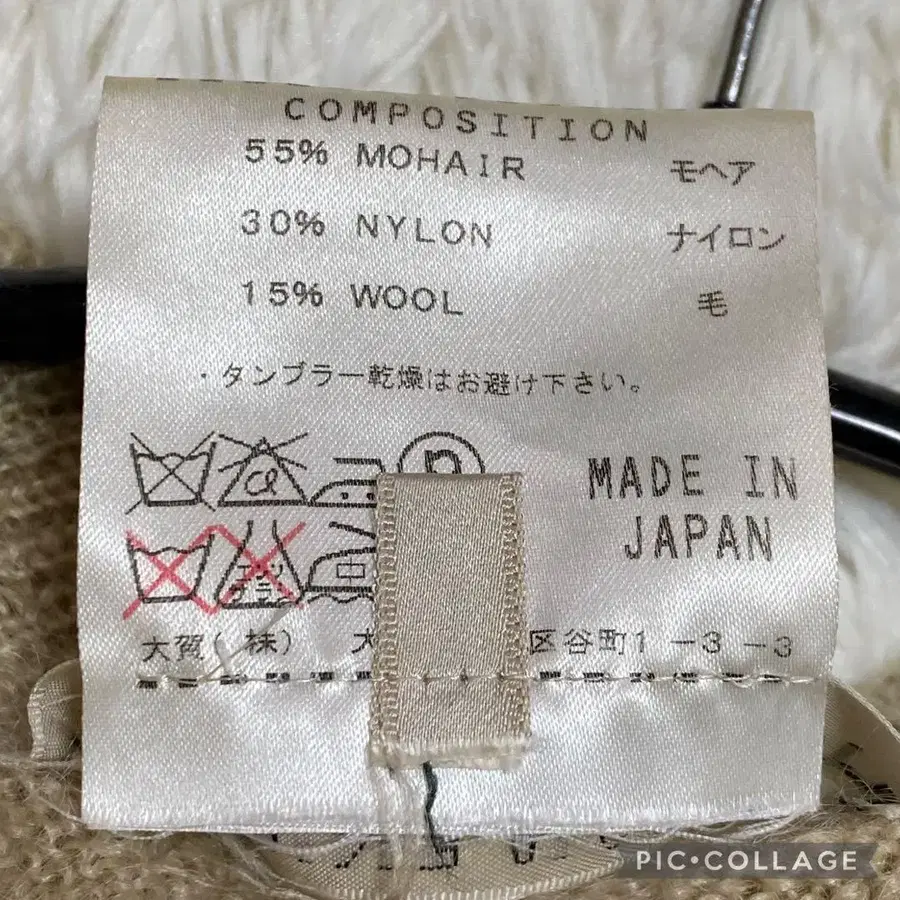 COMPOSITION
55% MOHAIR モヘア
30% NYLON ナイロン
15% WOOL 毛
・タンブラー乾燥はお避け下さい。
MADE IN
JAPAN
大賀(株) 大 区谷町1-3-3
PIC•COLLAGE